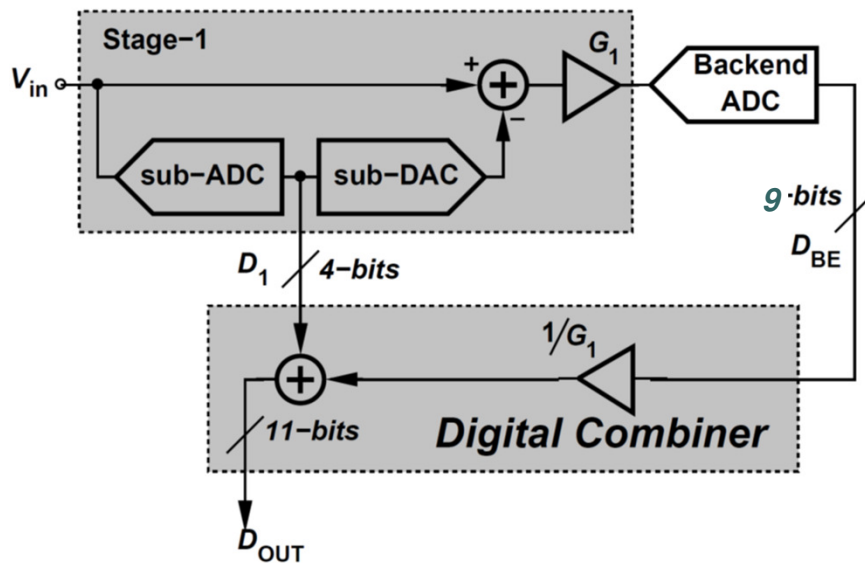 Stage−1
G1
Backend
ADC
Vin
+
+
−
sub−ADC
sub−DAC
9-bits
DBE
D1
4−bits
1/G1
+
11−bits
Digital Combiner
DOUT